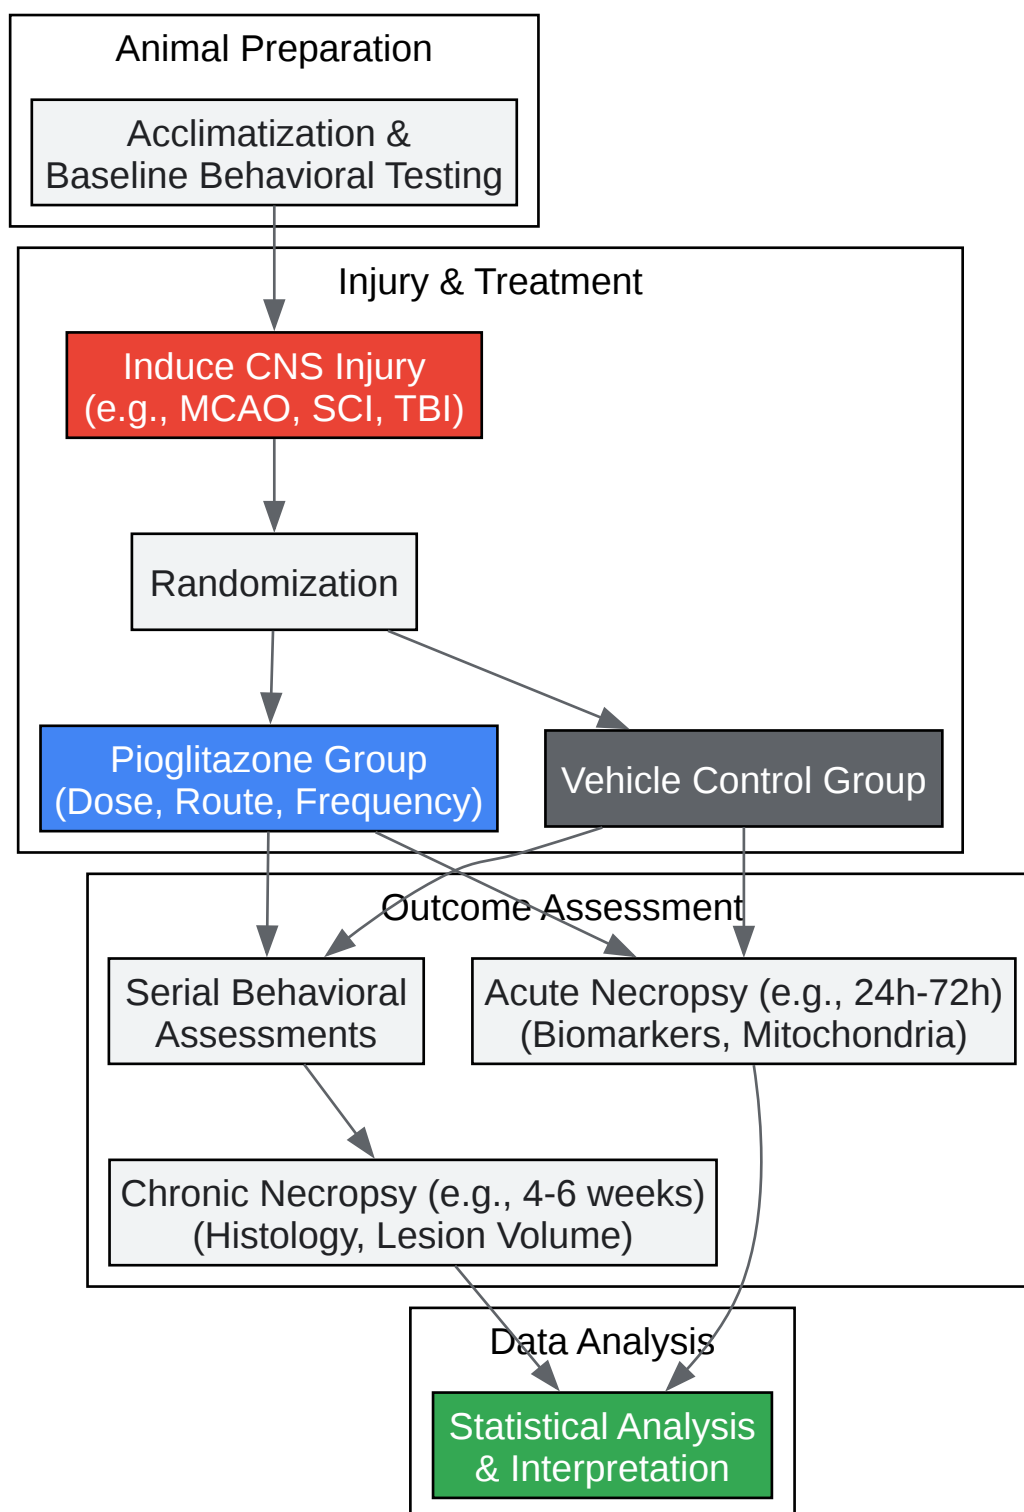 Animal Preparation
Acclimatization &
Baseline Behavioral Testing
Injury & Treatment
Induce CNS Injury
(e.g., MCAO, SCI, TBI)
Randomization
Pioglitazone Group
(Dose, Route, Frequency)
Vehicle Control Group
Outcome Assessment
Serial Behavioral
Assessments
Acute Necropsy (e.g., 24h-72h)
(Biomarkers, Mitochondria)
Chronic Necropsy (e.g., 4-6 weeks)
(Histology, Lesion Volume)
Data Analysis
Statistical Analysis
& Interpretation